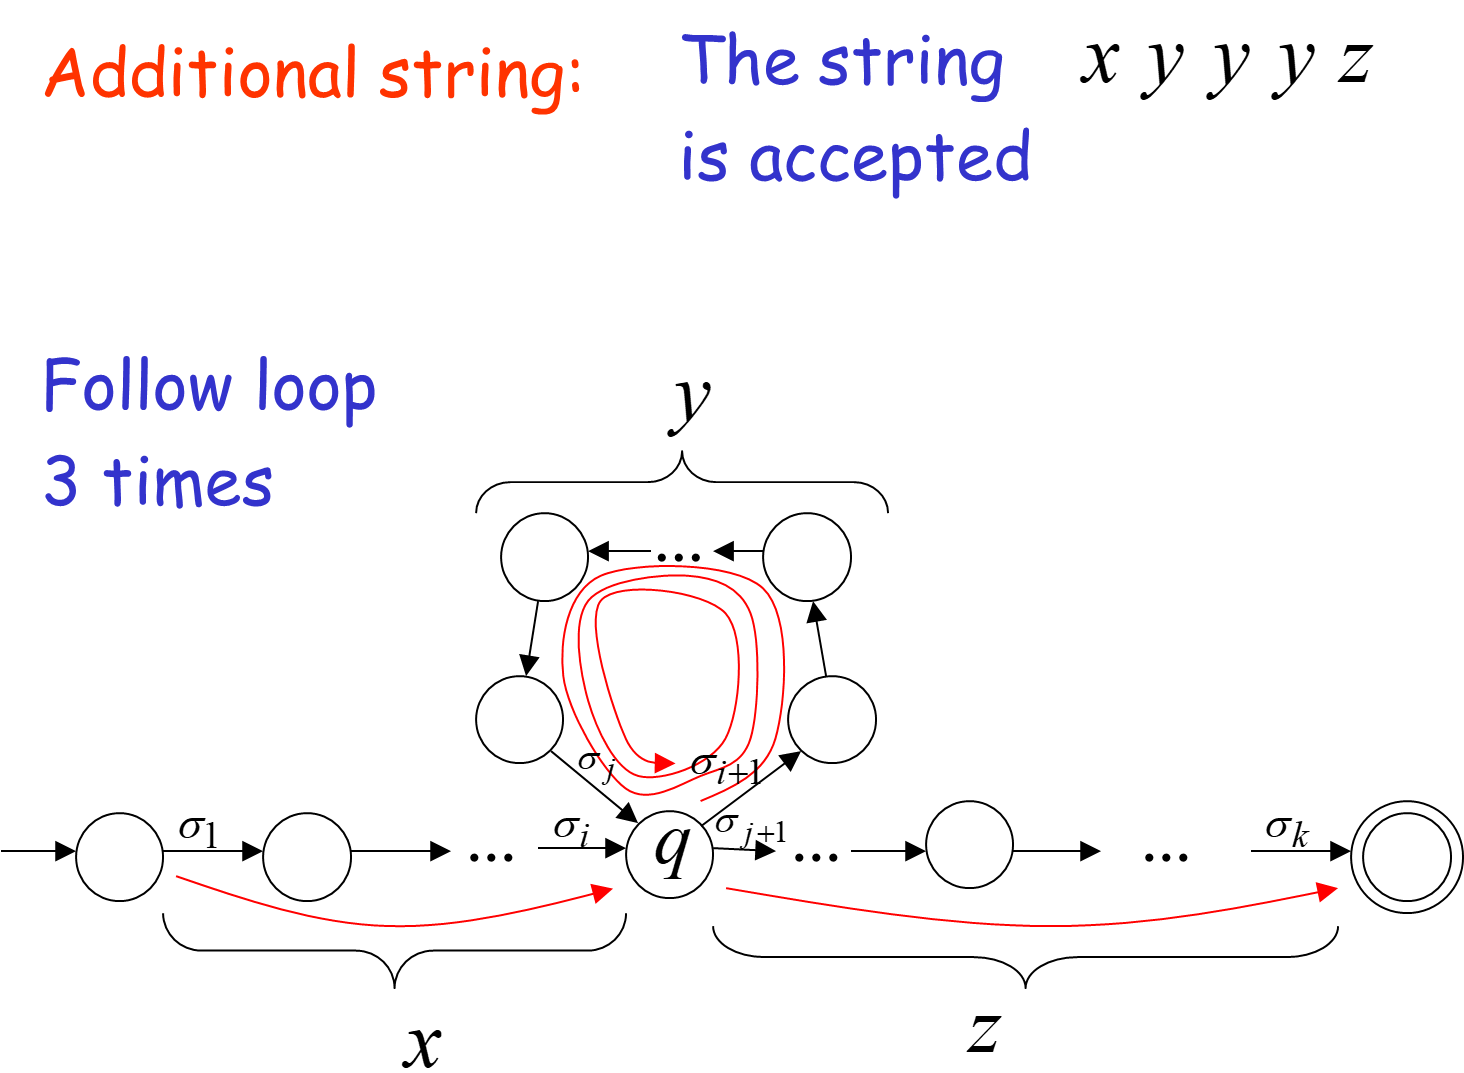 Additional string:
The string x y y y z
is accepted
Follow loop
3 times
y
...
σj
σi+1
σ1
...
σi
q
σj+1
...
...
σk
x
z